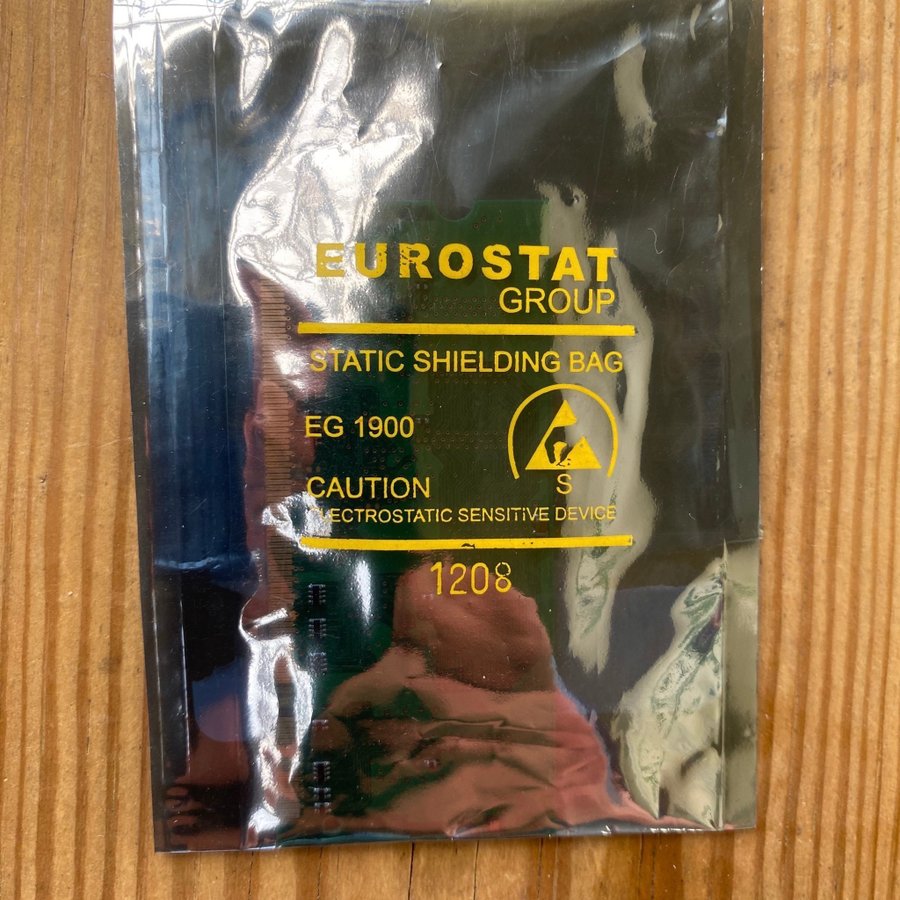 EUROSTAT
GROUP
STATIC SHIELDING BAG
EG 1900
S
CAUTION
ELECTROSTATIC SENSITIVE DEVICE
1208